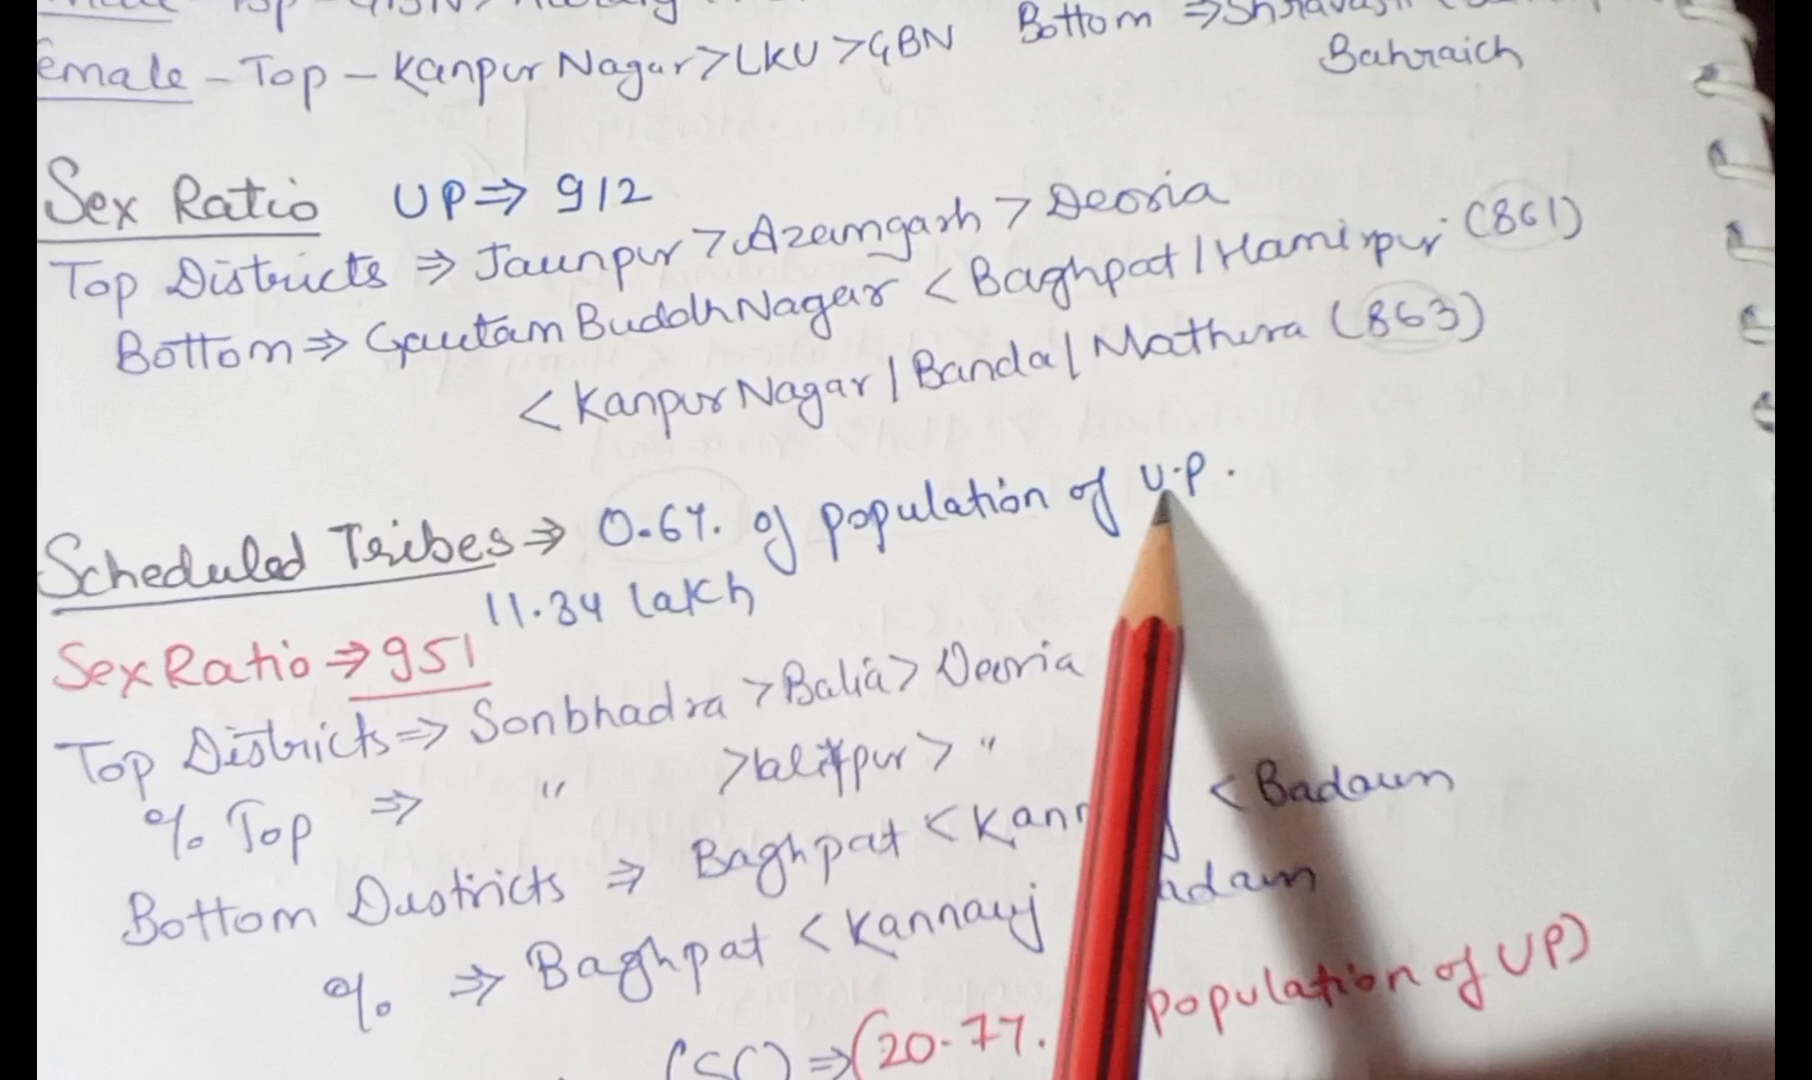 Top -
emale - Top - Kanpur Nagar > LKU > GBN Bottom ⇒
Bahraich
Sex Ratio UP ⇒ 912
Top Districts ⇒ Jaunpur > Azamgarh > Deoria
Bottom ⇒ Gautam Buddh Nagar < Baghpat / Hamirpur (861)
< Kanpur Nagar / Banda / Mathura (863)
Scheduled Tribes ⇒ 0.6%. of population of U.P.
11.34 lakh
Sex Ratio ⇒ 951
Top Districts ⇒ Sonbhadra > Balia > Deoria
% Top ⇒ " > lalitpur > "
Bottom Districts ⇒ Baghpat < Kann < Badaun
% ⇒ Baghpat < Kannauj adaun
(SC) ⇒ (20.7%. population of UP)